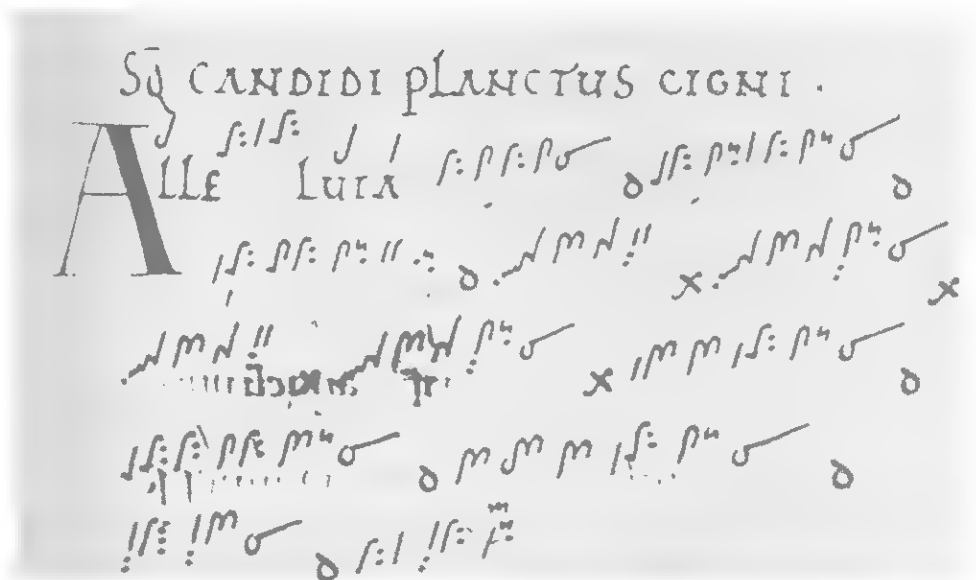 Sq̄ CANDIDI PLANCTUS CIGNI .
ALLE LUIA
d d
d x x
x x d
d d
d